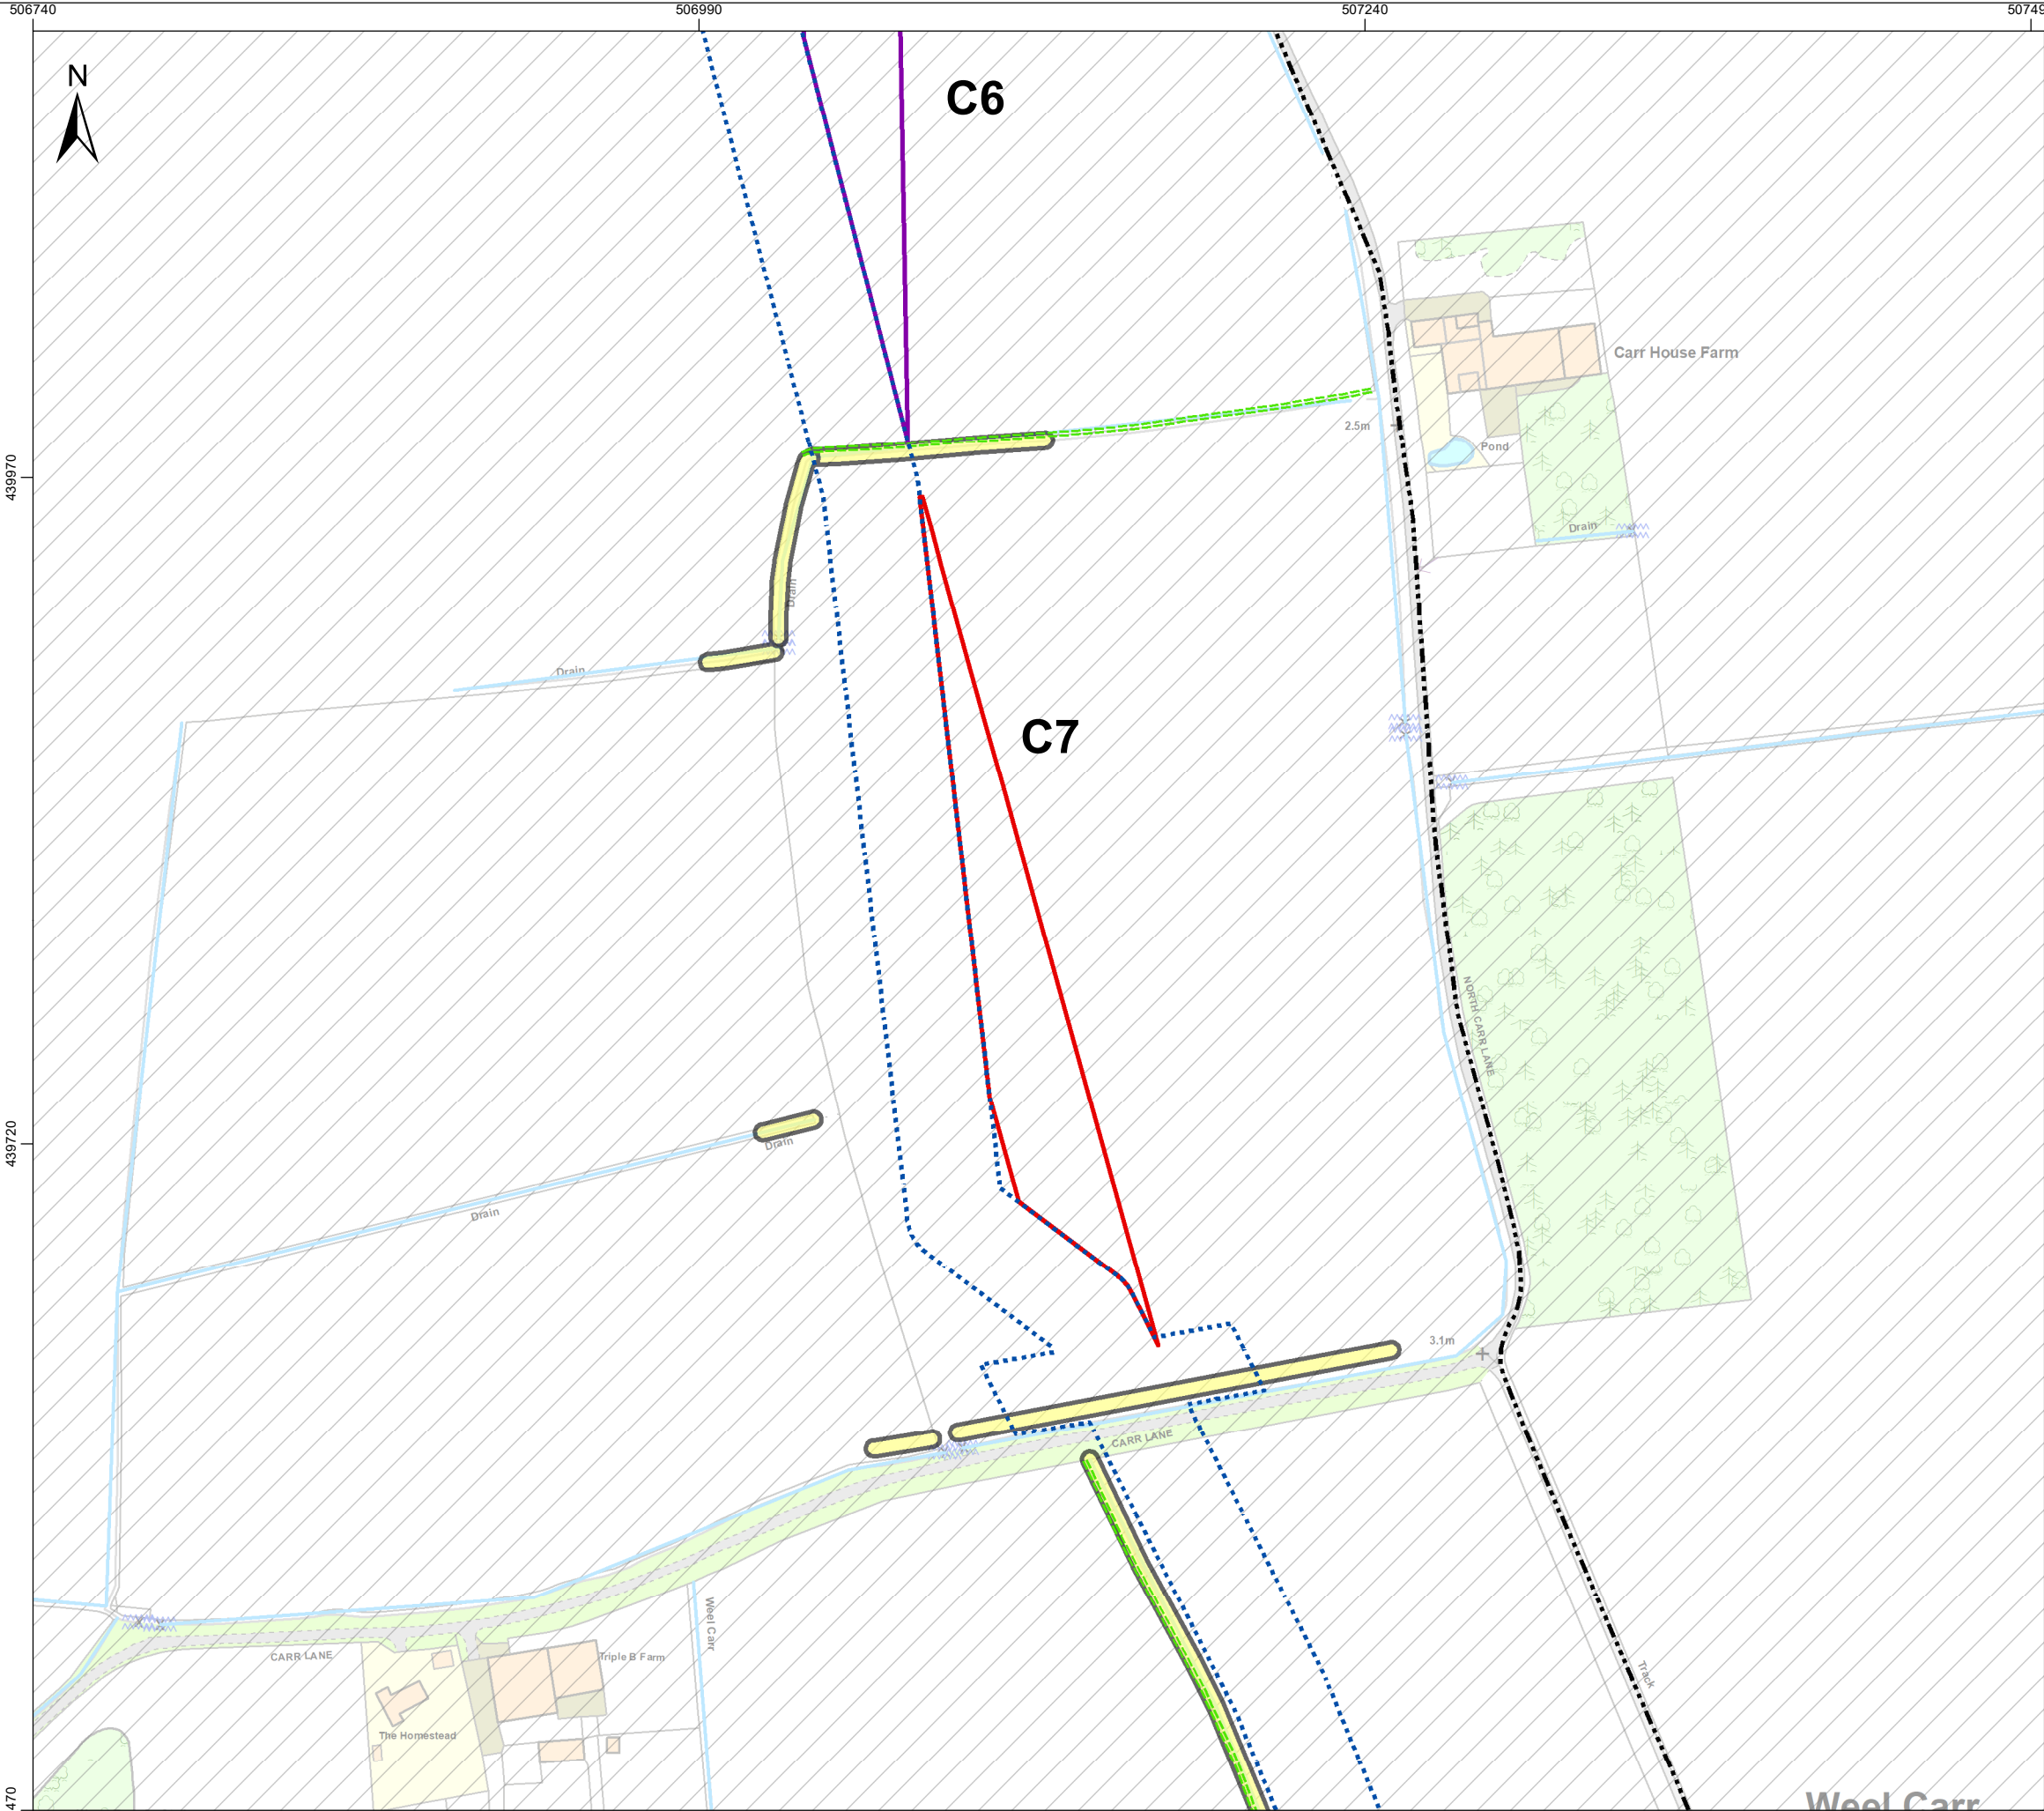 506740
506990
507240
50749
N
C6
Carr House Farm
2.5m
Pond
439970
Drain
Drain
Drain
C7
NORTH CARR LANE
439720
Drain
Drain
3.1m
CARR LANE
Weel Carr
CARR LANE
Triple B Farm
Track
The Homestead
470
Weel Carr